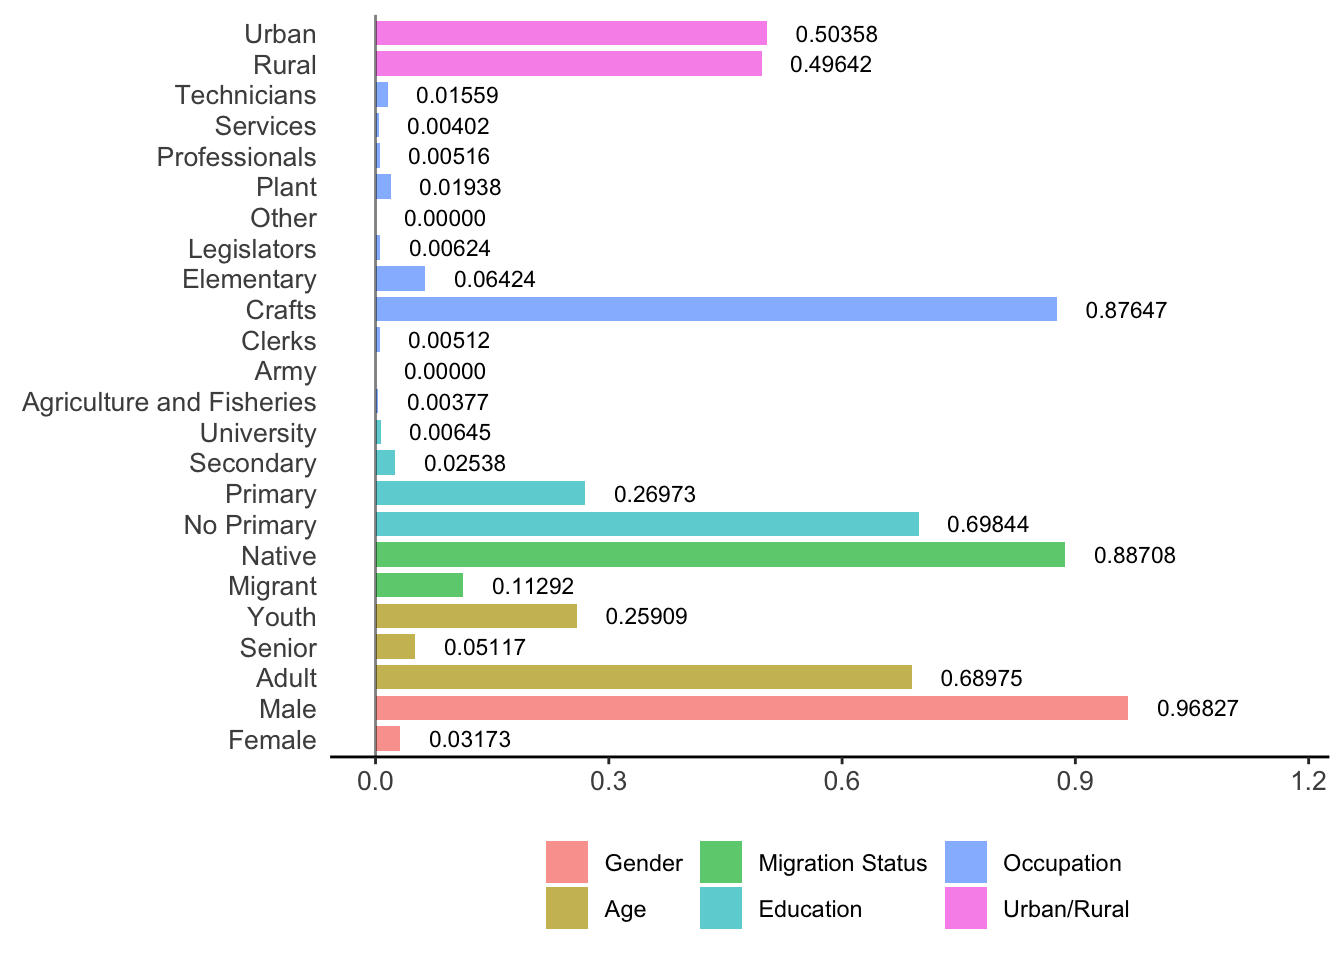 Urban 0.50358
Rural 0.49642
Technicians 0.01559
Services 0.00402
Professionals 0.00516
Plant 0.01938
Other 0.00000
Legislators 0.00624
Elementary 0.06424
Crafts 0.87647
Clerks 0.00512
Army 0.00000
Agriculture and Fisheries 0.00377
University 0.00645
Secondary 0.02538
Primary 0.26973
No Primary 0.69844
Native 0.88708
Migrant 0.11292
Youth 0.25909
Senior 0.05117
Adult 0.68975
Male 0.96827
Female 0.03173
0.0 0.3 0.6 0.9 1.2
Gender Migration Status Occupation
Age Education Urban/Rural